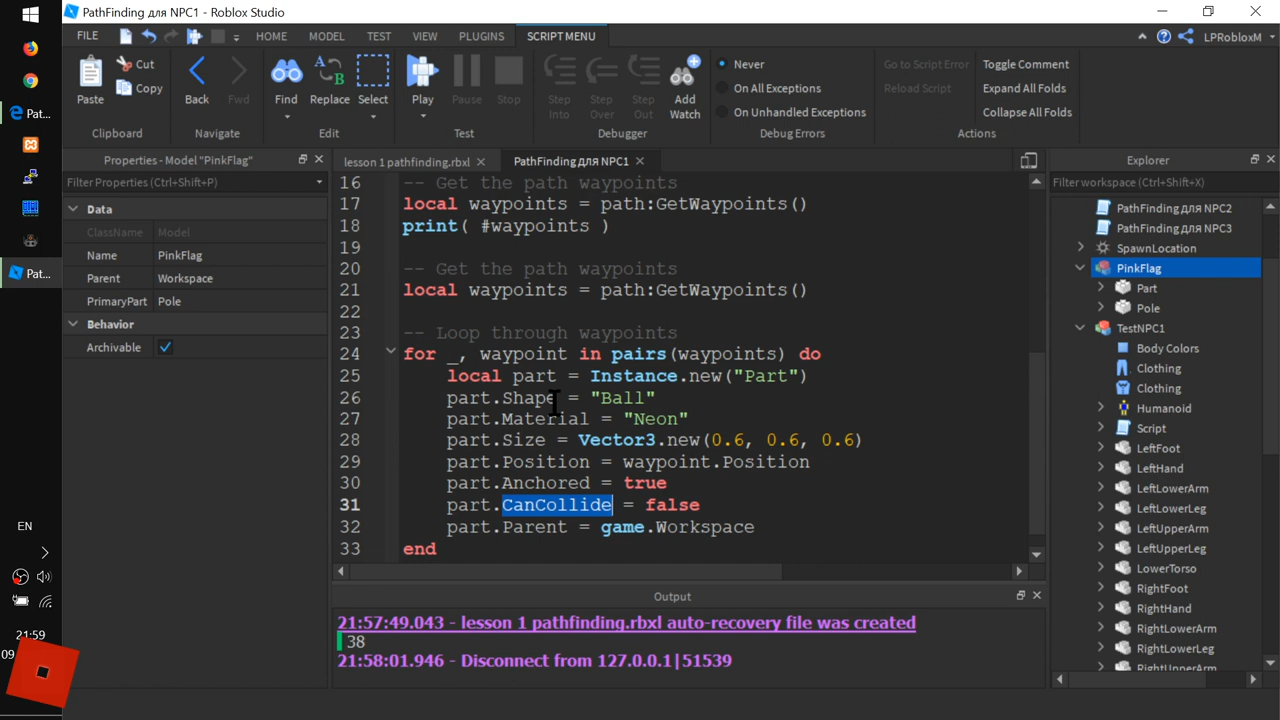 PathFinding для NPC1 - Roblox Studio
FILE HOME MODEL TEST VIEW PLUGINS SCRIPT MENU LPRobloxM
Paste Cut Copy Clipboard
Back Fwd Navigate
Find Replace Select Edit
Play Pause Stop Test
Step Into Step Over Step Out Add Watch Debugger
Never
On All Exceptions
On Unhandled Exceptions
Debug Errors
Go to Script Error Toggle Comment
Reload Script Expand All Folds
Collapse All Folds
Actions
Pat...
Pat...
EN
21:59
09
Properties - Model "PinkFlag"
Filter Properties (Ctrl+Shift+P)
Data
ClassName Model
Name PinkFlag
Parent Workspace
PrimaryPart Pole
Behavior
Archivable
lesson 1 pathfinding.rbxl PathFinding для NPC1
16 -- Get the path waypoints
17 local waypoints = path:GetWaypoints()
18 print( #waypoints )
19
20 -- Get the path waypoints
21 local waypoints = path:GetWaypoints()
22
23 -- Loop through waypoints
24 for _, waypoint in pairs(waypoints) do
25 local part = Instance.new("Part")
26 part.Shape = "Ball"
27 part.Material = "Neon"
28 part.Size = Vector3.new(0.6, 0.6, 0.6)
29 part.Position = waypoint.Position
30 part.Anchored = true
31 part.CanCollide = false
32 part.Parent = game.Workspace
33 end
Output
21:57:49.043 - lesson 1 pathfinding.rbxl auto-recovery file was created
38
21:58:01.946 - Disconnect from 127.0.0.1|51539
Explorer
Filter workspace (Ctrl+Shift+X)
PathFinding для NPC2
PathFinding для NPC3
SpawnLocation
PinkFlag
Part
Pole
TestNPC1
Body Colors
Clothing
Clothing
Humanoid
Script
LeftFoot
LeftHand
LeftLowerArm
LeftLowerLeg
LeftUpperArm
LeftUpperLeg
LowerTorso
RightFoot
RightHand
RightLowerArm
RightLowerLeg
RightUpperArm